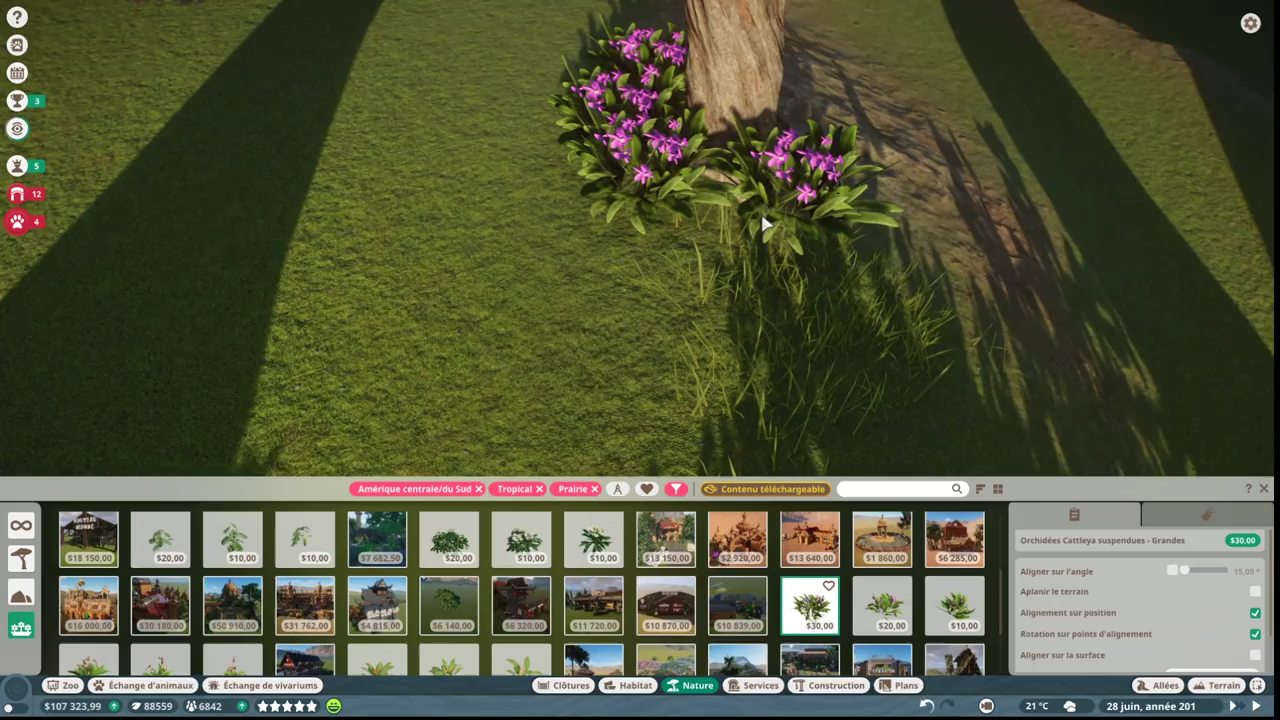 3
5
12
4
Amérique centrale/du Sud ×
Tropical ×
Prairie ×
Contenu téléchargeable
? ×
NOUVEAU MONDE
$18 150,00
$20,00
$10,00
$10,00
$7 682,50
$20,00
$10,00
$10,00
$13 150,00
$2 920,00
$13 640,00
$1 860,00
$6 285,00
$16 000,00
$30 180,00
$50 910,00
$31 762,00
$4 815,00
$6 140,00
$6 320,00
$11 720,00
$10 870,00
$10 839,00
$30,00
$20,00
$10,00
Orchidées Cattleya suspendues - Grandes
$30,00
Aligner sur l'angle
15,00 °
Aplanir le terrain
Alignement sur position
Rotation sur points d'alignement
Aligner sur la surface
Zoo
Échange d'animaux
Échange de vivariums
Clôtures
Habitat
Nature
Services
Construction
Plans
Allées
Terrain
$107 323,99
88559
6842
21 °C
28 juin, année 201